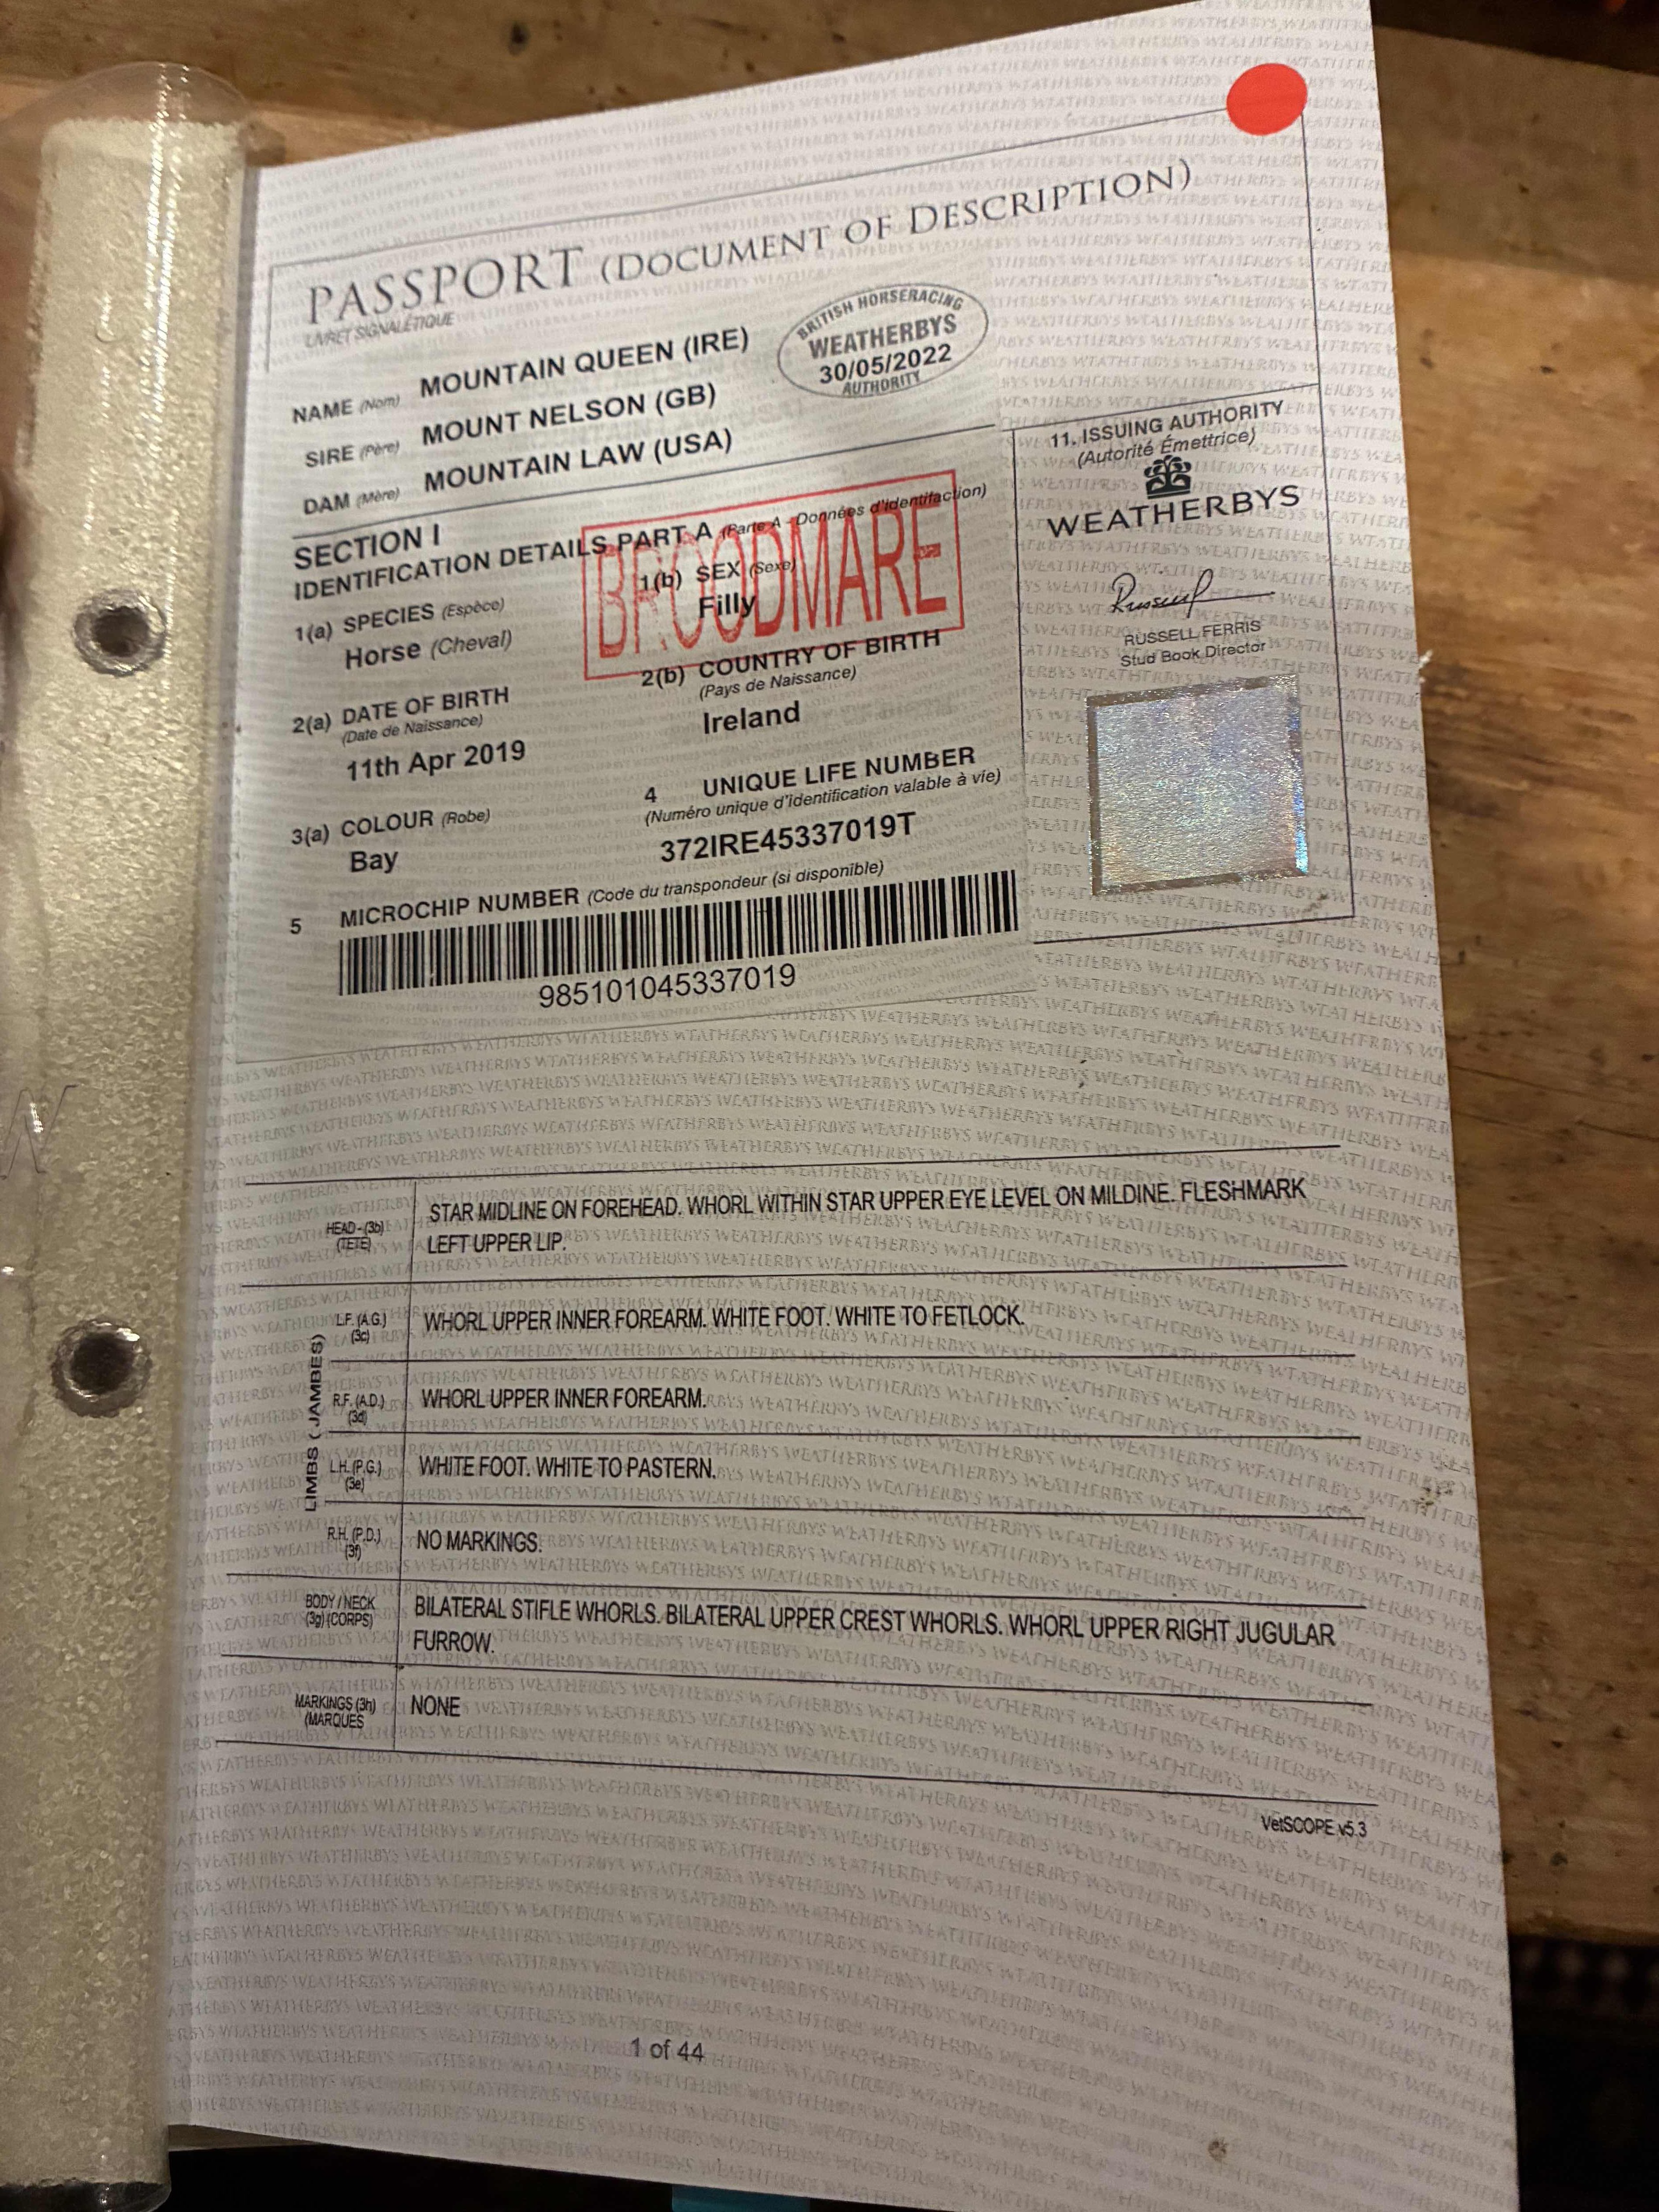 PASSPORT (DOCUMENT OF DESCRIPTION)
LIVRET SIGNALÉTIQUE
NAME (Nom) MOUNTAIN QUEEN (IRE)
SIRE (Père) MOUNT NELSON (GB)
DAM (Mère) MOUNTAIN LAW (USA)
BRITISH HORSERACING
WEATHERBYS
30/05/2022
AUTHORITY
SECTION I
IDENTIFICATION DETAILS PART A (Parte A - Données d'identifaction)
BROODMARE
1(a) SPECIES (Espèce)
Horse (Cheval)
1(b) SEX (Sexe)
Filly
2(a) DATE OF BIRTH
(Date de Naissance)
11th Apr 2019
2(b) COUNTRY OF BIRTH
(Pays de Naissance)
Ireland
3(a) COLOUR (Robe)
Bay
4 UNIQUE LIFE NUMBER
(Numéro unique d'identification valable à vie)
372IRE45337019T
5 MICROCHIP NUMBER (Code du transpondeur (si disponible)
985101045337019
11. ISSUING AUTHORITY
(Autorité Émettrice)
WEATHERBYS
RUSSELL FERRIS
Stud Book Director
HEAD - (3b)
(TETE)
STAR MIDLINE ON FOREHEAD. WHORL WITHIN STAR UPPER EYE LEVEL ON MILDINE. FLESHMARK
LEFT UPPER LIP.
LIMBS (JAMBES)
L.F. (A.G.)
(3c)
WHORL UPPER INNER FOREARM. WHITE FOOT. WHITE TO FETLOCK.
R.F. (A.D.)
(3d)
WHORL UPPER INNER FOREARM.
L.H. (P.G.)
(3e)
WHITE FOOT. WHITE TO PASTERN.
R.H. (P.D.)
(3f)
NO MARKINGS.
BODY / NECK
(3g) (CORPS)
BILATERAL STIFLE WHORLS. BILATERAL UPPER CREST WHORLS. WHORL UPPER RIGHT JUGULAR
FURROW.
MARKINGS (3h)
(MARQUES
NONE
VetSCOPE v5.3
1 of 44